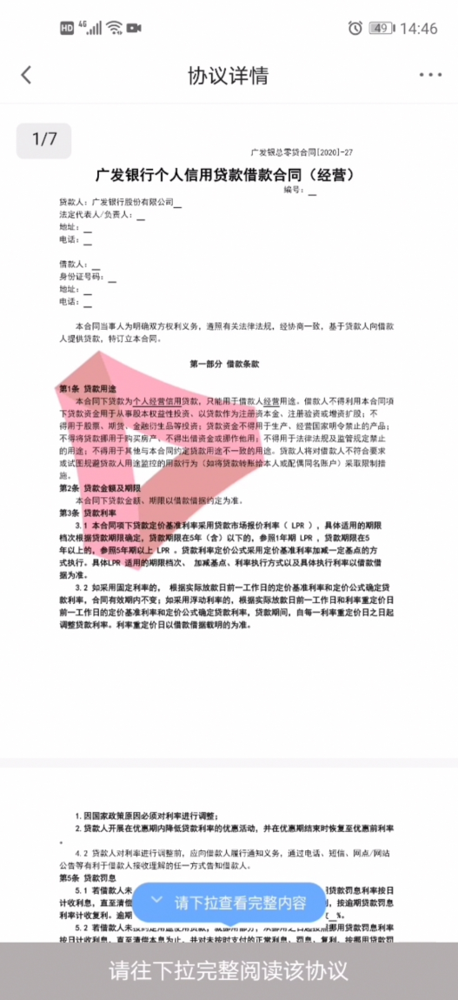 HD 4G 49 14:46
协议详情
1/7
广发银总零贷合同[2020]-27
广发银行个人信用贷款借款合同（经营）
编号：
贷款人：广发银行股份有限公司
法定代表人/负责人：
地址：
电话：
借款人：
身份证号码：
地址：
电话：
本合同当事人为明确双方权利义务，遵照有关法律法规，经协商一致，基于贷款人向借款
人提供贷款，特订立本合同。
第一部分 借款条款
第1条 贷款用途
本合同下贷款为个人经营信用贷款，只能用于借款人经营用途。借款人不得利用本合同项
下贷款资金用于从事股本权益性投资、以贷款作为注册资本金、注册验资或增资扩股；不
得用于股票、期货、金融衍生品等投资；贷款资金不得用于生产、经营国家明令禁止的产品；
不得将贷款挪用于购买房产、不得出借资金或挪作他用；不得用于法律法规及监管规定禁止
的用途；不得用于其他与本合同约定贷款用途不一致的用途。贷款人将对借款人不符合要求
或试图规避贷款人用途监控的用款行为（如将贷款转账给本人或配偶同名账户）采取限制措
施。
第2条 贷款金额及期限
本合同下贷款金额、期限以借款借据约定为准。
第3条 贷款利率
3.1 本合同项下贷款定价基准利率采用贷款市场报价利率（ LPR ），具体适用的期限
档次根据贷款期限确定，贷款期限在5年（含）以下的，参照1年期 LPR ，贷款期限在5
年以上的，参照5年期以上 LPR 。贷款利率定价公式采用定价基准利率加减一定基点的方
式执行。具体LPR 适用的期限档次、 加减基点、利率执行方式以及具体执行利率以借款借
据为准。
3.2 如采用固定利率的， 根据实际放款日前一工作日的定价基准利率和定价公式确定贷
款利率，合同有效期内不变；如采用浮动利率的，根据实际放款日前一工作日和利率重定价日
前一工作日的定价基准利率和定价公式确定贷款利率，贷款期间，自每一利率重定价日之日起
调整贷款利率。利率重定价日以借款借据载明的为准。
1.因国家政策原因必须对利率进行调整；
2.贷款人开展在优惠期内降低贷款利率的优惠活动，并在优惠期结束时恢复至优惠前利率
。
4.2 贷款人对利率进行调整前，应向借款人履行通知义务，通过电话、短信、网点/网站
公告等有利于借款人接收理解的任一方式告知借款人。
第5条 贷款罚息
5.1 若借款人未 贷款罚息利率按日
计收利息，直至清偿 ，按逾期贷款罚息
利率计收复利。逾期 %。
请下拉查看完整内容
5.2 若借款人未按约定用途使用贷款，就挪用部分，从挪用之日起按照挪用贷款罚息利率
按日计收利息，直至清偿本息为止，并对未按时支付的正常利息、罚息、复利，按挪用贷款罚
请往下拉完整阅读该协议